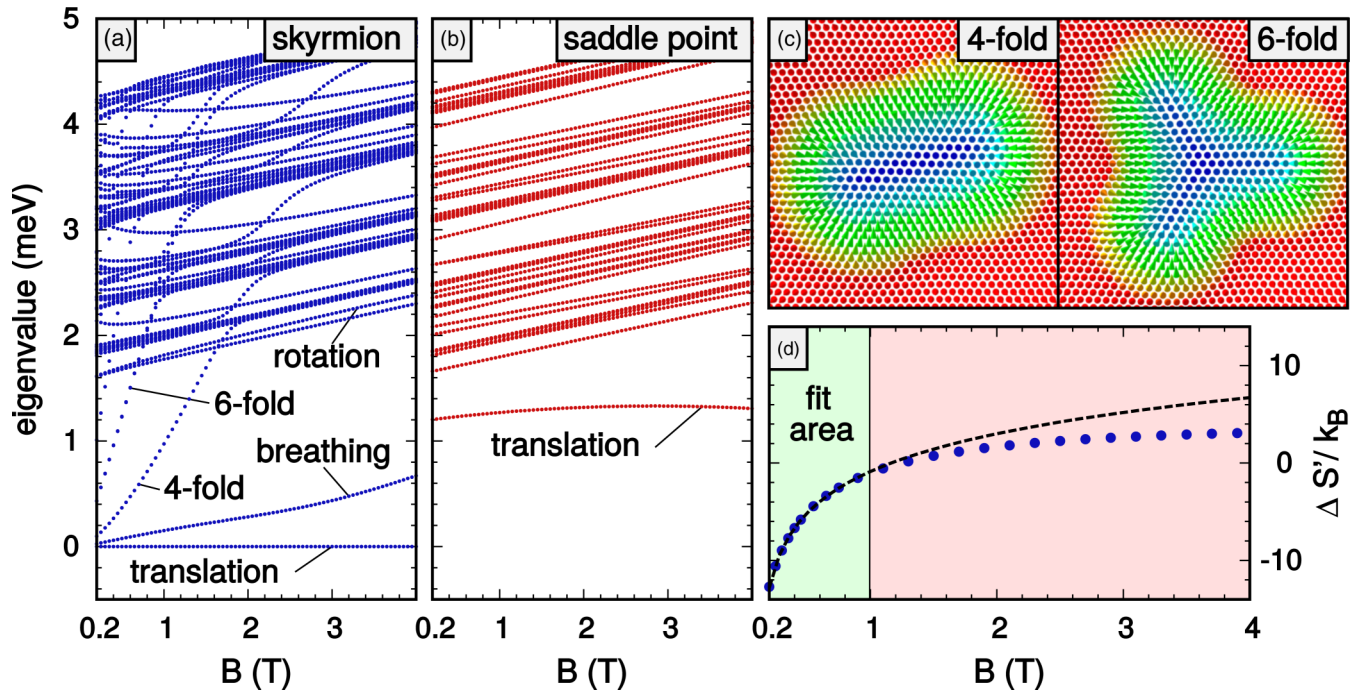 (a)
skyrmion
5
4
3
2
1
0
eigenvalue (meV)
rotation
6-fold
breathing
4-fold
translation
0.2
1
2
3
B (T)
(b)
saddle point
translation
0.2
1
2
3
B (T)
(c)
4-fold
6-fold
(d)
fit
area
10
0
-10
Δ S'/ k_B
0.2
1
2
3
4
B (T)